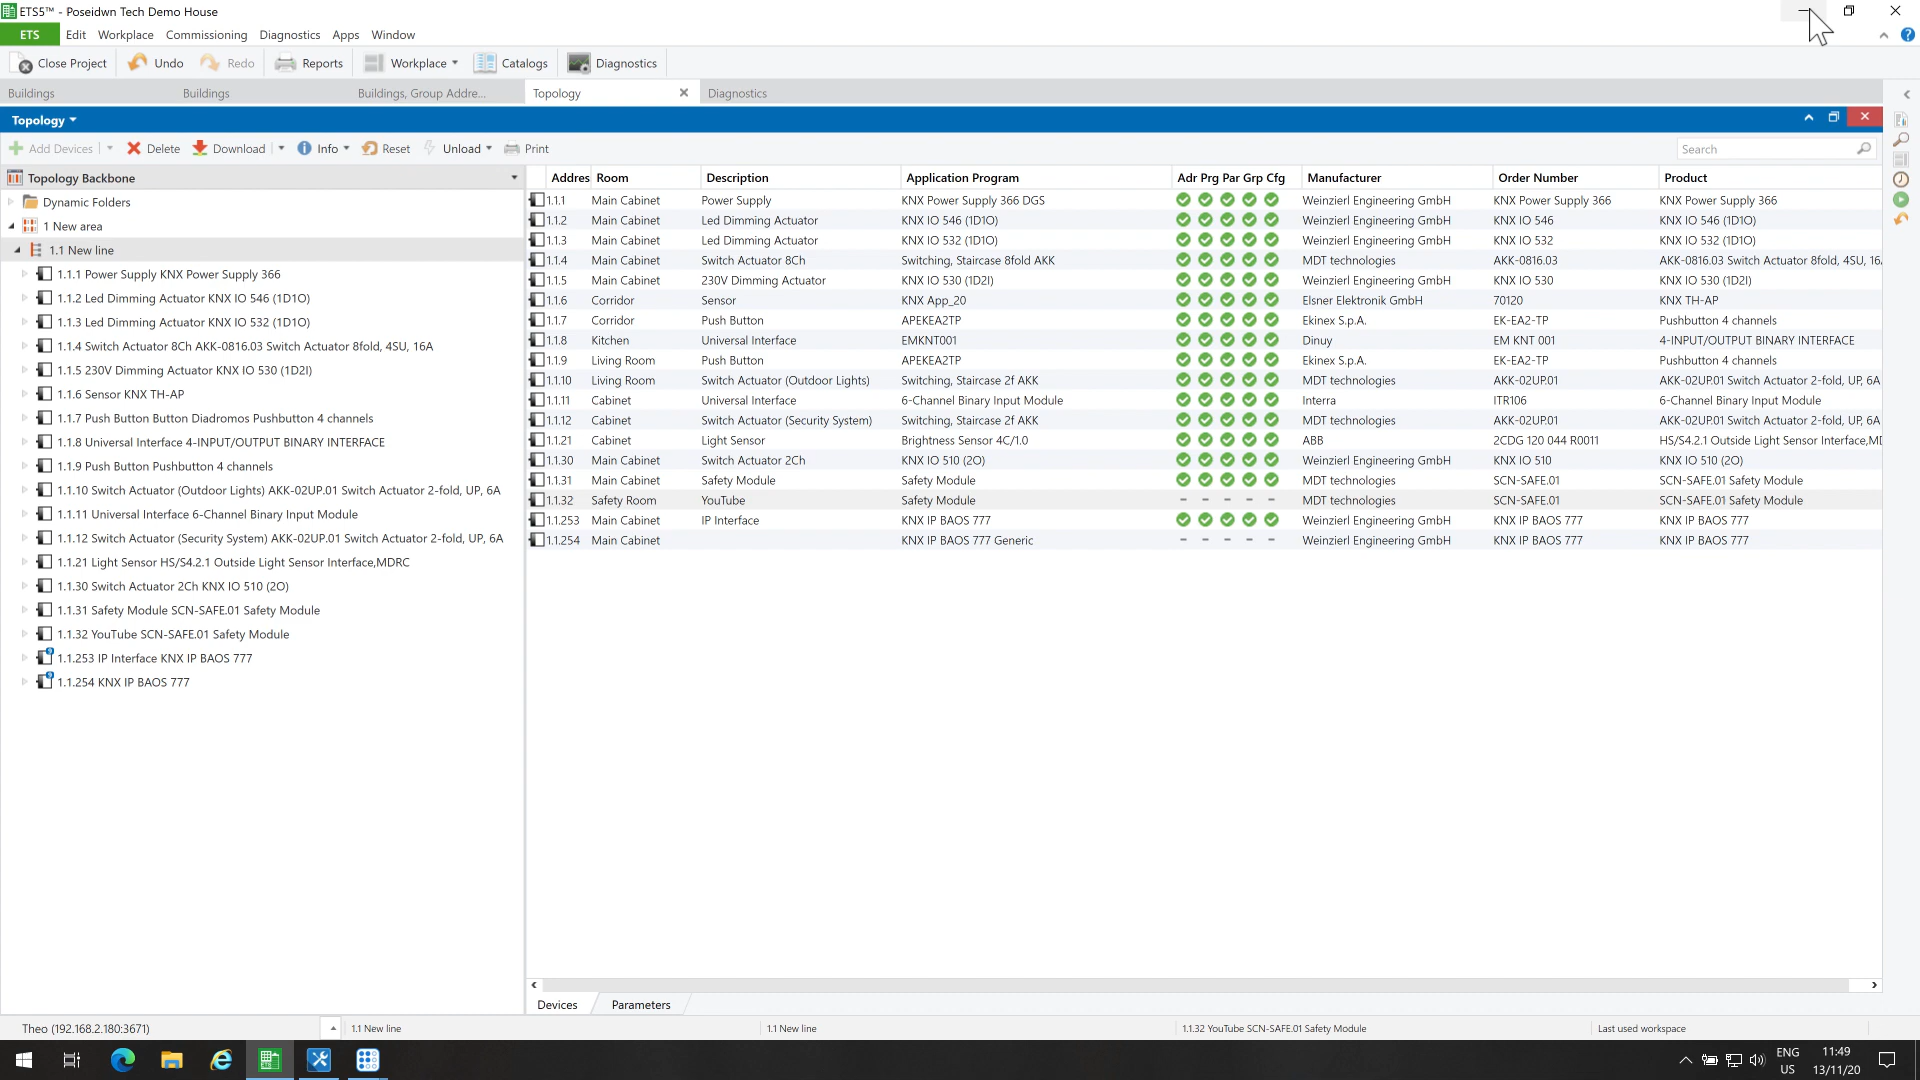 ETS5™ - Poseidwn Tech Demo House
ETS Edit Workplace Commissioning Diagnostics Apps Window
Close Project Undo Redo Reports Workplace Catalogs Diagnostics
Buildings Buildings Buildings, Group Addre... Topology Diagnostics
Topology
Add Devices Delete Download Info Reset Unload Print Search
Topology Backbone
Dynamic Folders
1 New area
1.1 New line
1.1.1 Power Supply KNX Power Supply 366
1.1.2 Led Dimming Actuator KNX IO 546 (1D1O)
1.1.3 Led Dimming Actuator KNX IO 532 (1D1O)
1.1.4 Switch Actuator 8Ch AKK-0816.03 Switch Actuator 8fold, 4SU, 16A
1.1.5 230V Dimming Actuator KNX IO 530 (1D2I)
1.1.6 Sensor KNX TH-AP
1.1.7 Push Button Button Diadromos Pushbutton 4 channels
1.1.8 Universal Interface 4-INPUT/OUTPUT BINARY INTERFACE
1.1.9 Push Button Pushbutton 4 channels
1.1.10 Switch Actuator (Outdoor Lights) AKK-02UP.01 Switch Actuator 2-fold, UP, 6A
1.1.11 Universal Interface 6-Channel Binary Input Module
1.1.12 Switch Actuator (Security System) AKK-02UP.01 Switch Actuator 2-fold, UP, 6A
1.1.21 Light Sensor HS/S4.2.1 Outside Light Sensor Interface,MDRC
1.1.30 Switch Actuator 2Ch KNX IO 510 (2O)
1.1.31 Safety Module SCN-SAFE.01 Safety Module
1.1.32 YouTube SCN-SAFE.01 Safety Module
1.1.253 IP Interface KNX IP BAOS 777
1.1.254 KNX IP BAOS 777
Addres Room Description Application Program Adr Prg Par Grp Cfg Manufacturer Order Number Product
1.1.1 Main Cabinet Power Supply KNX Power Supply 366 DGS Weinzierl Engineering GmbH KNX Power Supply 366 KNX Power Supply 366
1.1.2 Main Cabinet Led Dimming Actuator KNX IO 546 (1D1O) Weinzierl Engineering GmbH KNX IO 546 KNX IO 546 (1D1O)
1.1.3 Main Cabinet Led Dimming Actuator KNX IO 532 (1D1O) Weinzierl Engineering GmbH KNX IO 532 KNX IO 532 (1D1O)
1.1.4 Main Cabinet Switch Actuator 8Ch Switching, Staircase 8fold AKK MDT technologies AKK-0816.03 AKK-0816.03 Switch Actuator 8fold, 4SU, 16A
1.1.5 Main Cabinet 230V Dimming Actuator KNX IO 530 (1D2I) Weinzierl Engineering GmbH KNX IO 530 KNX IO 530 (1D2I)
1.1.6 Corridor Sensor KNX App_20 Elsner Elektronik GmbH 70120 KNX TH-AP
1.1.7 Corridor Push Button APEKEA2TP Ekinex S.p.A. EK-EA2-TP Pushbutton 4 channels
1.1.8 Kitchen Universal Interface EMKNT001 Dinuy EM KNT 001 4-INPUT/OUTPUT BINARY INTERFACE
1.1.9 Living Room Push Button APEKEA2TP Ekinex S.p.A. EK-EA2-TP Pushbutton 4 channels
1.1.10 Living Room Switch Actuator (Outdoor Lights) Switching, Staircase 2f AKK MDT technologies AKK-02UP.01 AKK-02UP.01 Switch Actuator 2-fold, UP, 6A
1.1.11 Cabinet Universal Interface 6-Channel Binary Input Module Interra ITR106 6-Channel Binary Input Module
1.1.12 Cabinet Switch Actuator (Security System) Switching, Staircase 2f AKK MDT technologies AKK-02UP.01 AKK-02UP.01 Switch Actuator 2-fold, UP, 6A
1.1.21 Cabinet Light Sensor Brightness Sensor 4C/1.0 ABB 2CDG 120 044 R0011 HS/S4.2.1 Outside Light Sensor Interface,MD
1.1.30 Main Cabinet Switch Actuator 2Ch KNX IO 510 (2O) Weinzierl Engineering GmbH KNX IO 510 KNX IO 510 (2O)
1.1.31 Main Cabinet Safety Module Safety Module MDT technologies SCN-SAFE.01 SCN-SAFE.01 Safety Module
1.1.32 Safety Room YouTube Safety Module - - - - - MDT technologies SCN-SAFE.01 SCN-SAFE.01 Safety Module
1.1.253 Main Cabinet IP Interface KNX IP BAOS 777 Weinzierl Engineering GmbH KNX IP BAOS 777 KNX IP BAOS 777
1.1.254 Main Cabinet KNX IP BAOS 777 Generic - - - - - Weinzierl Engineering GmbH KNX IP BAOS 777 KNX IP BAOS 777
Devices Parameters
Theo (192.168.2.180:3671) 1.1 New line 1.1 New line 1.1.32 YouTube SCN-SAFE.01 Safety Module Last used workspace
ENG 11:49
US 13/11/20